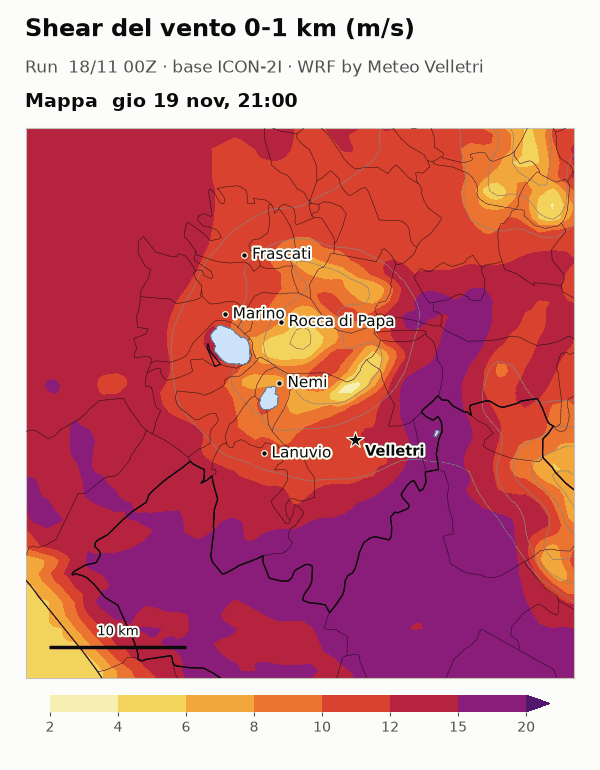 Shear del vento 0-1 km (m/s)
Run  18/11 00Z · base ICON-2I · WRF by Meteo Velletri
Mappa  gio 19 nov, 21:00
Frascati
Marino
Rocca di Papa
Nemi
Velletri
Lanuvio
10 km
2 4 6 8 10 12 15 20